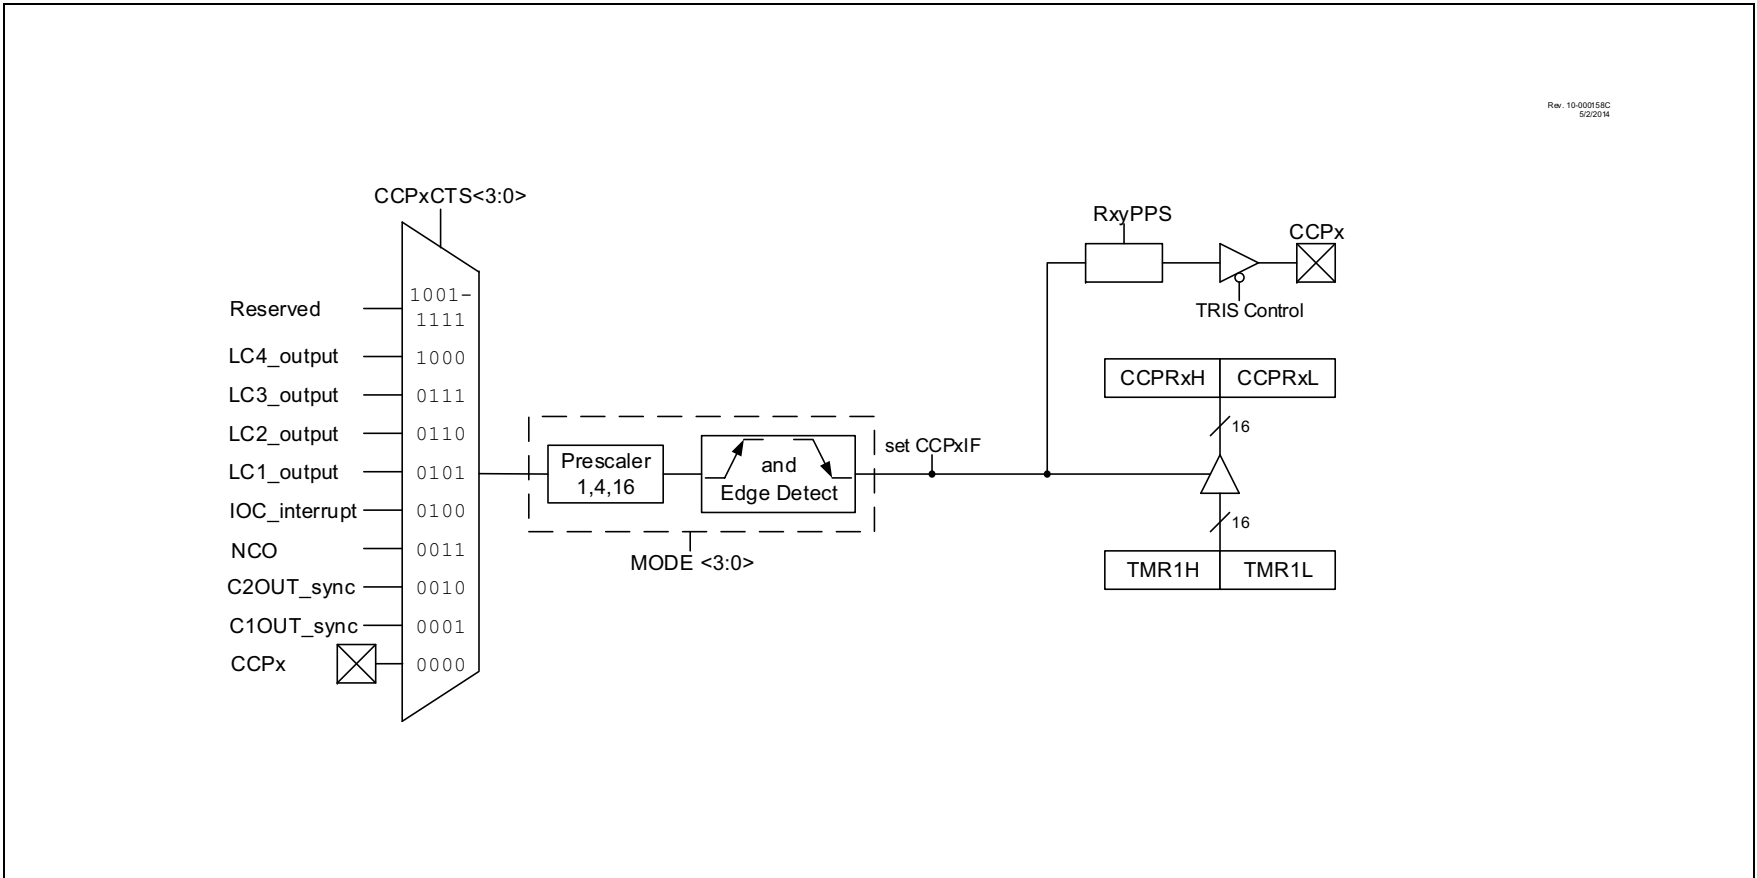 Rev. 10-000158C
5/2/2014
CCPxCTS<3:0>
RxyPPS
CCPx
TRIS Control
Reserved
1001-
1111
LC4_output 1000
LC3_output 0111
LC2_output 0110
LC1_output 0101
IOC_interrupt 0100
NCO 0011
C2OUT_sync 0010
C1OUT_sync 0001
CCPx 0000
Prescaler
1,4,16
and
Edge Detect
MODE <3:0>
set CCPxIF
CCPRxH CCPRxL
16
16
TMR1H TMR1L